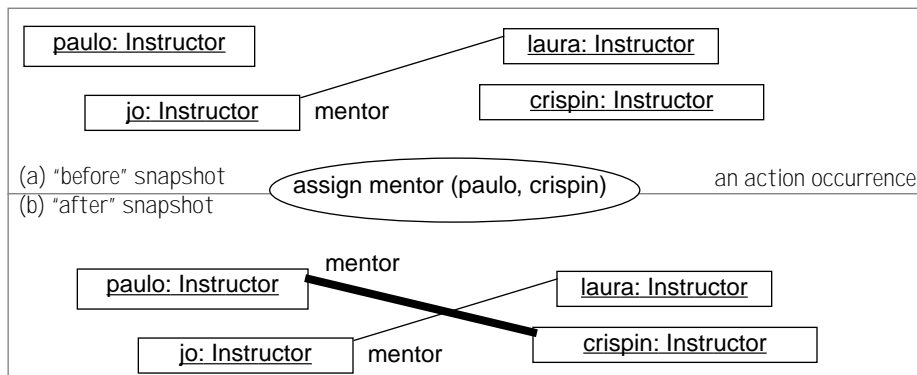 paulo: Instructor
laura: Instructor
jo: Instructor
mentor
crispin: Instructor
(a) "before" snapshot
assign mentor (paulo, crispin)
an action occurrence
(b) "after" snapshot
mentor
paulo: Instructor
laura: Instructor
jo: Instructor
mentor
crispin: Instructor